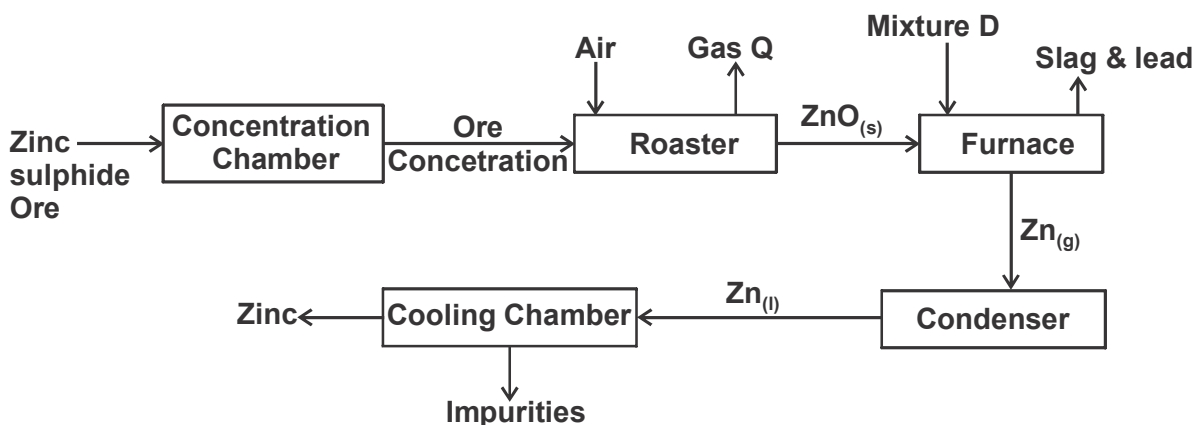 Zinc
sulphide
Ore
Concentration
Chamber
Ore
Concetration
Air
Gas Q
Roaster
ZnO(s)
Mixture D
Slag & lead
Furnace
Zn(g)
Condenser
Zn(l)
Cooling Chamber
Zinc
Impurities